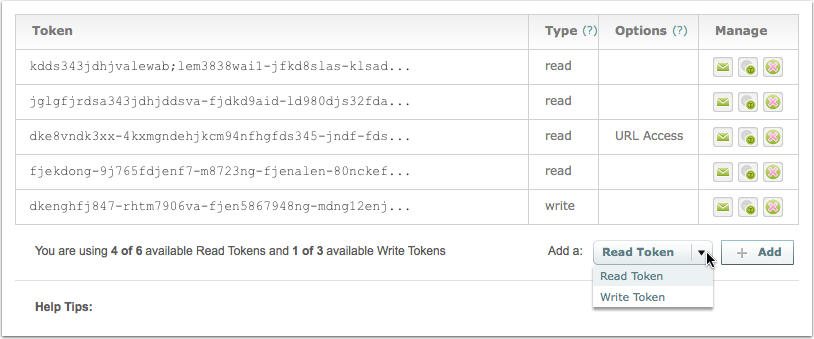 Token Type (?) Options (?) Manage
kdds343jdhjvalewab;lem3838wai1-jfkd8slas-klsad... read
jglgfjrdsa343jdhjddsva-fjdkd9aid-ld980djs32fda... read
dke8vndk3xx-4kxmgndehjkcm94nfhgfds345-jndf-fds... read URL Access
fjekdong-9j765fdjenf7-m8723ng-fjenalen-80nckef... read
dkenghfj847-rhtm7906va-fjen5867948ng-mdng12enj... write
You are using 4 of 6 available Read Tokens and 1 of 3 available Write Tokens Add a: Read Token + Add
Read Token
Write Token
Help Tips: